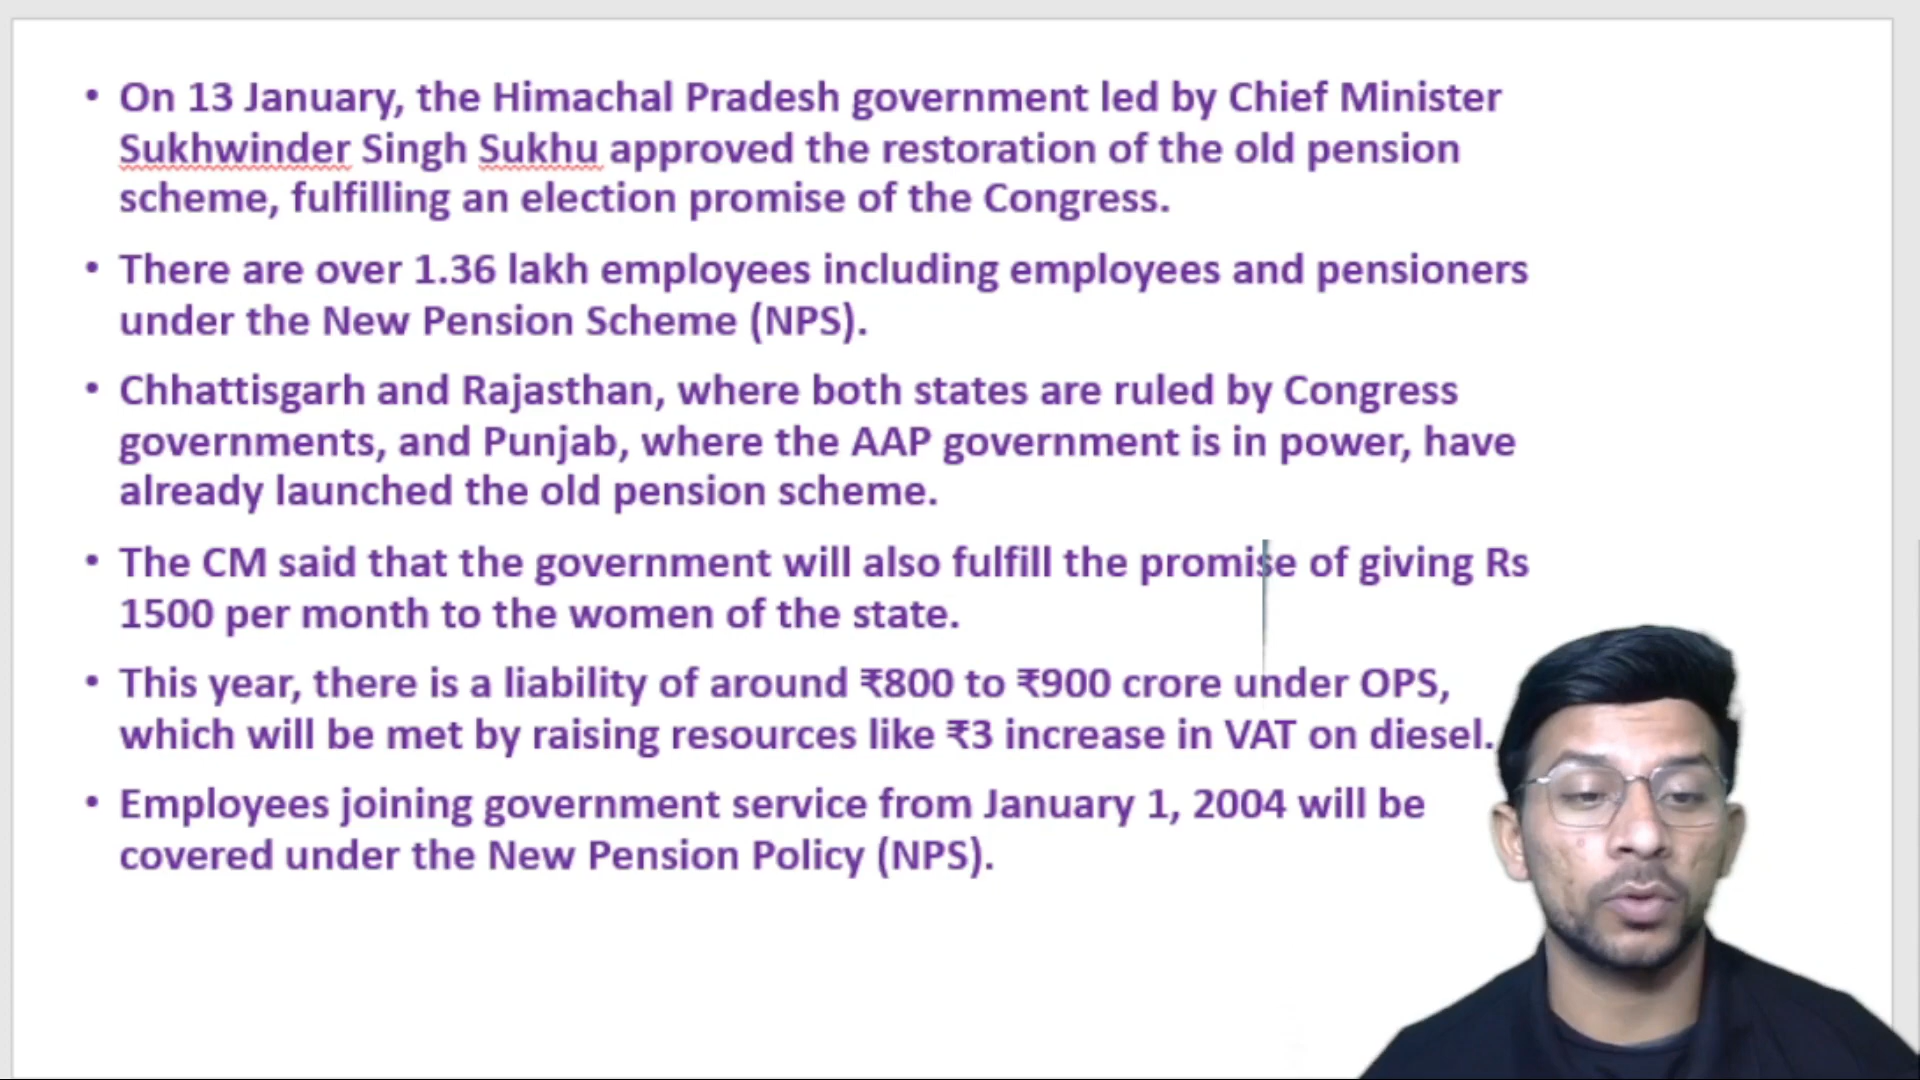 • On 13 January, the Himachal Pradesh government led by Chief Minister
Sukhwinder Singh Sukhu approved the restoration of the old pension
scheme, fulfilling an election promise of the Congress.
• There are over 1.36 lakh employees including employees and pensioners
under the New Pension Scheme (NPS).
• Chhattisgarh and Rajasthan, where both states are ruled by Congress
governments, and Punjab, where the AAP government is in power, have
already launched the old pension scheme.
• The CM said that the government will also fulfill the promise of giving Rs
1500 per month to the women of the state.
• This year, there is a liability of around ₹800 to ₹900 crore under OPS,
which will be met by raising resources like ₹3 increase in VAT on diesel.
• Employees joining government service from January 1, 2004 will be
covered under the New Pension Policy (NPS).